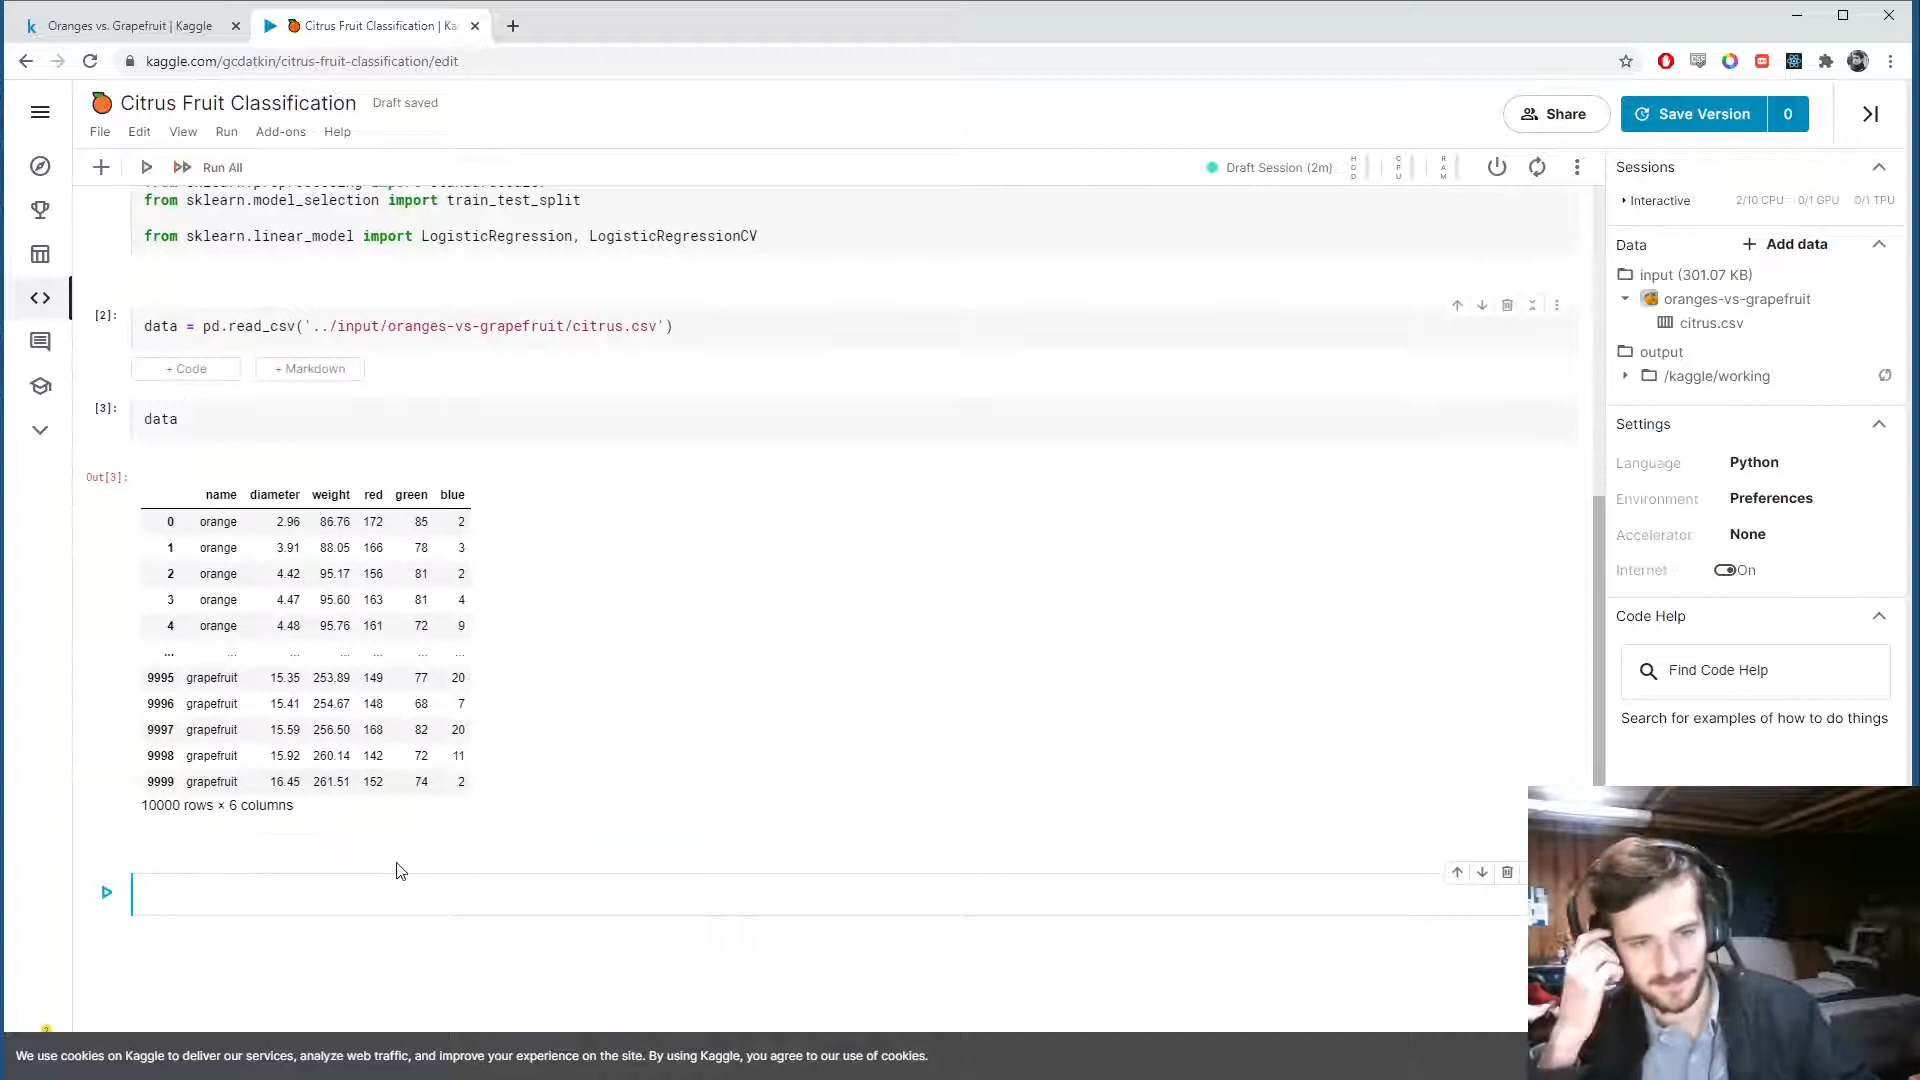 Oranges vs. Grapefruit | Kaggle
Citrus Fruit Classification | Ka
kaggle.com/gcdatkin/citrus-fruit-classification/edit
Citrus Fruit Classification
Draft saved
File Edit View Run Add-ons Help
Share
Save Version 0
Run All
Draft Session (2m)
HDD
CPU
RAM
from sklearn.model_selection import train_test_split
from sklearn.linear_model import LogisticRegression, LogisticRegressionCV
[2]:
data = pd.read_csv('../input/oranges-vs-grapefruit/citrus.csv')
+ Code
+ Markdown
[3]:
data
Out[3]:
name diameter weight red green blue
0 orange 2.96 86.76 172 85 2
1 orange 3.91 88.05 166 78 3
2 orange 4.42 95.17 156 81 2
3 orange 4.47 95.60 163 81 4
4 orange 4.48 95.76 161 72 9
... ... ... ... ... ... ...
9995 grapefruit 15.35 253.89 149 77 20
9996 grapefruit 15.41 254.67 148 68 7
9997 grapefruit 15.59 256.50 168 82 20
9998 grapefruit 15.92 260.14 142 72 11
9999 grapefruit 16.45 261.51 152 74 2
10000 rows × 6 columns
Sessions
Interactive 2/10 CPU 0/1 GPU 0/1 TPU
Data + Add data
input (301.07 KB)
oranges-vs-grapefruit
citrus.csv
output
/kaggle/working
Settings
Language Python
Environment Preferences
Accelerator None
Internet On
Code Help
Find Code Help
Search for examples of how to do things
We use cookies on Kaggle to deliver our services, analyze web traffic, and improve your experience on the site. By using Kaggle, you agree to our use of cookies.